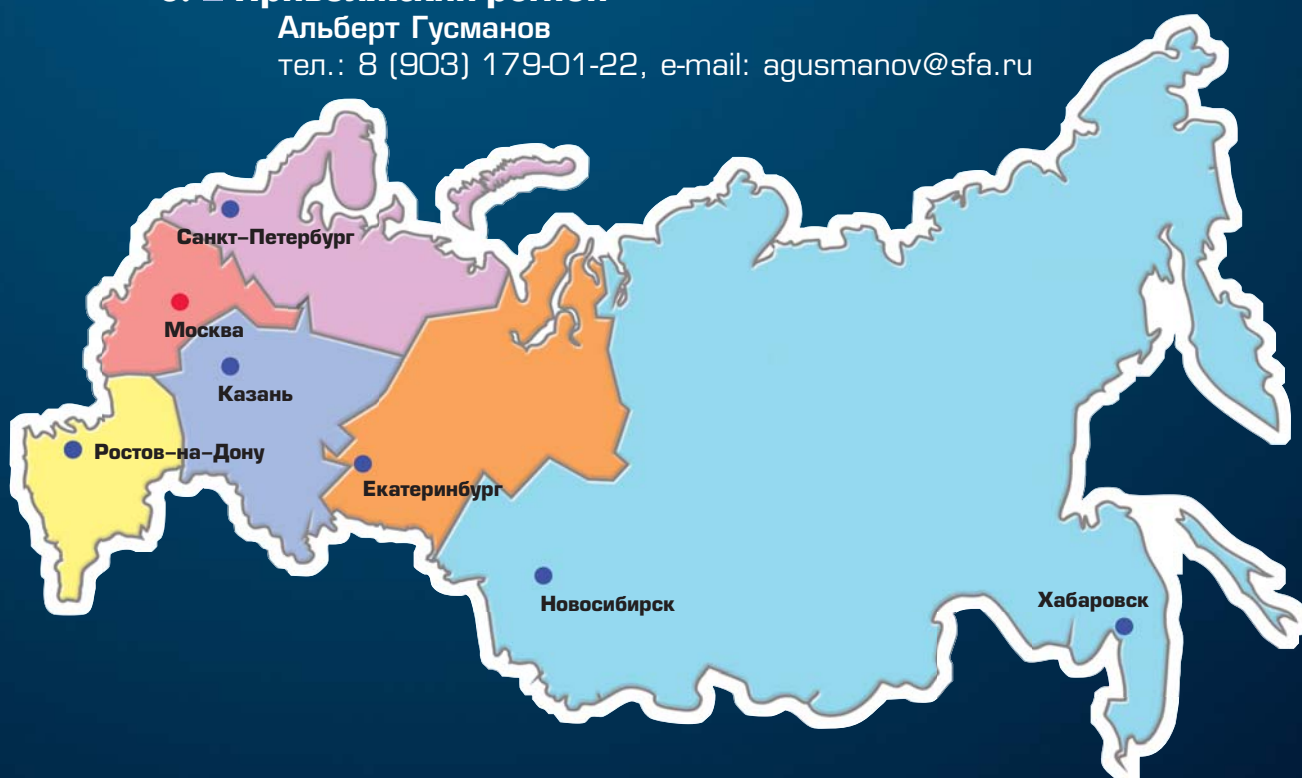 Альберт Гусманов
тел.: 8 (903) 179-01-22, e-mail: agusmanov@sfa.ru
Санкт-Петербург
Москва
Казань
Ростов-на-Дону
Екатеринбург
Новосибирск
Хабаровск